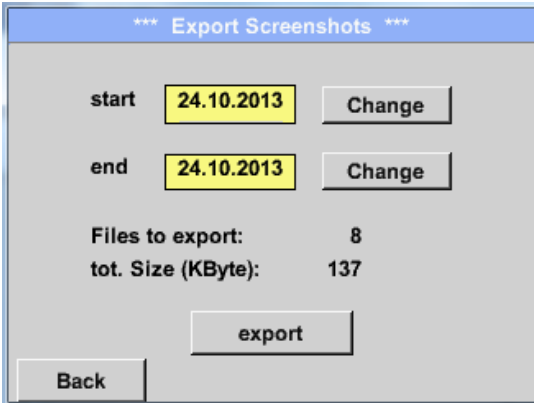 *** Export Screenshots ***
start 24.10.2013 Change
end 24.10.2013 Change
Files to export: 8
tot. Size (KByte): 137
export
Back